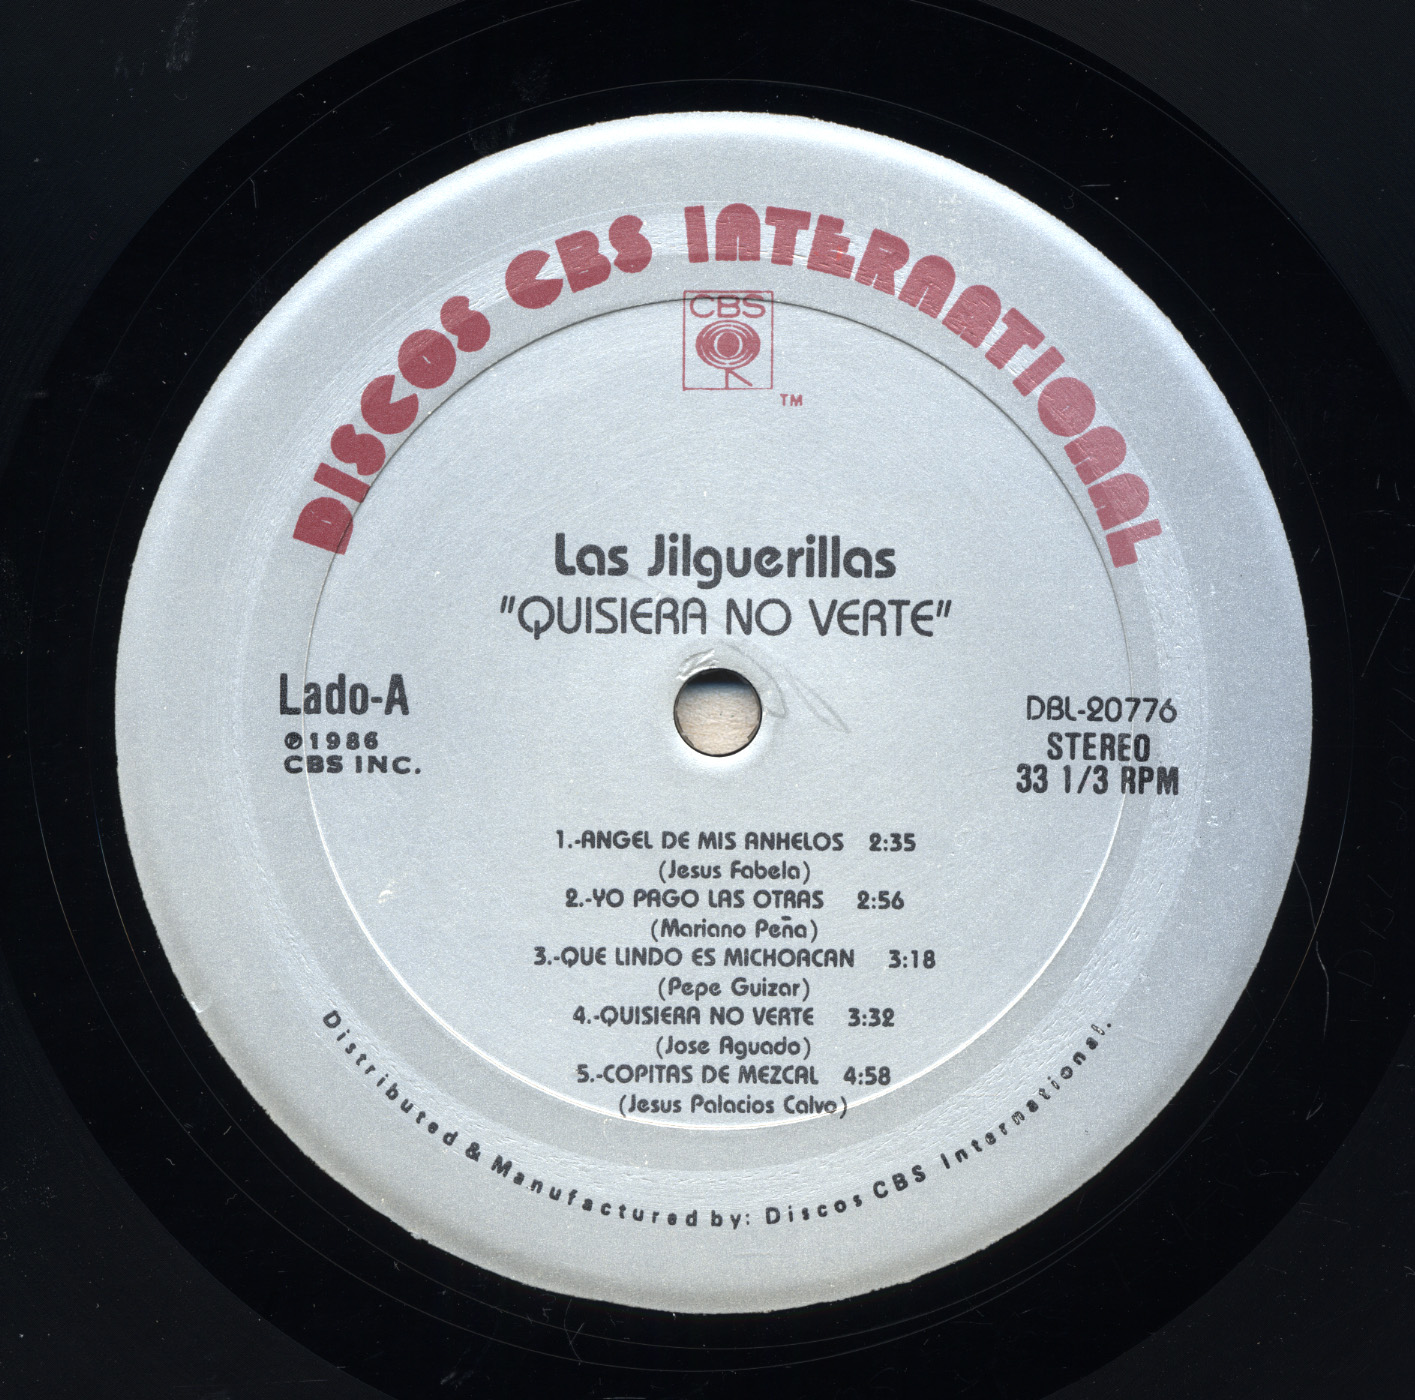 DISCOS CBS INTERNATIONAL
CBS
TM
Las Jilguerillas
"QUISIERA NO VERTE"
Lado-A
℗1986
CBS INC.
DBL-20776
STEREO
33 1/3 RPM
1.-ANGEL DE MIS ANHELOS 2:35
(Jesus Fabela)
2.-YO PAGO LAS OTRAS 2:56
(Mariano Peña)
3.-QUE LINDO ES MICHOACAN 3:18
(Pepe Guizar)
4.-QUISIERA NO VERTE 3:32
(Jose Aguado)
5.-COPITAS DE MEZCAL 4:58
(Jesus Palacios Calvo)
Distributed & Manufactured by: Discos CBS International.